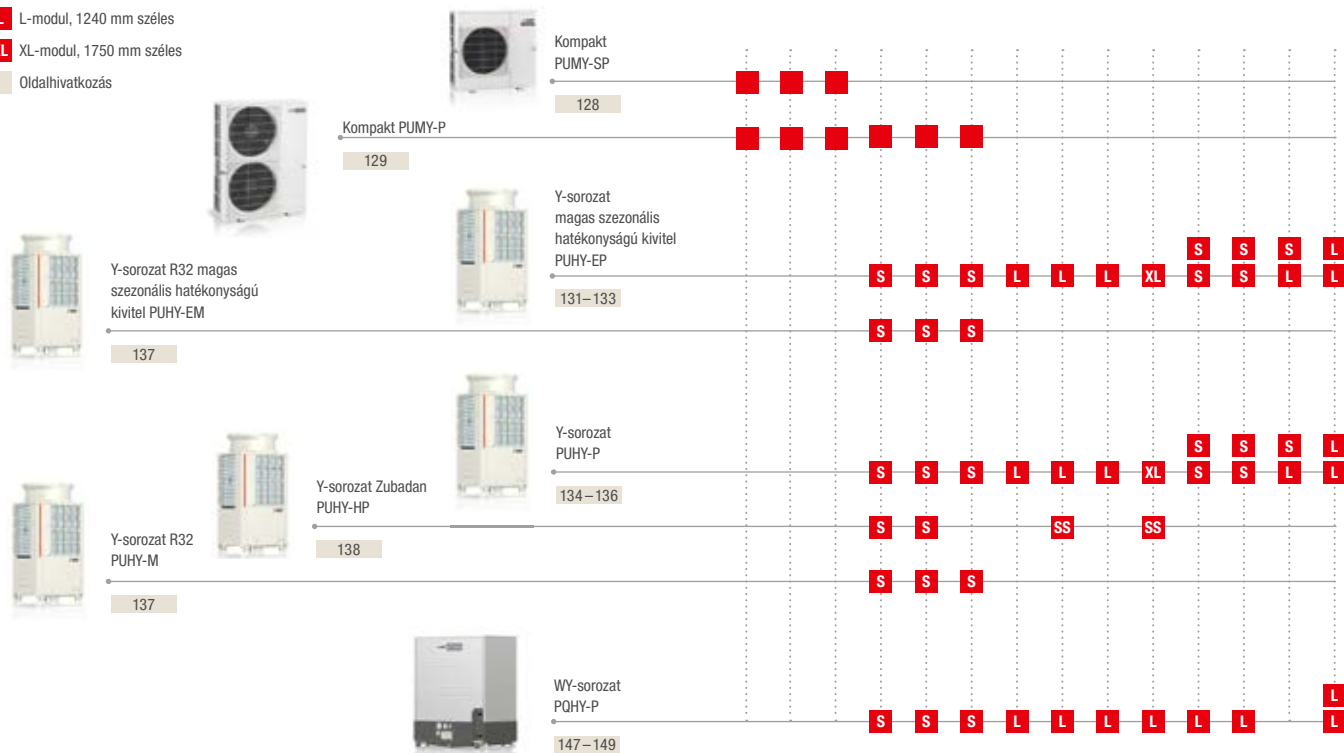 L L-modul, 1240 mm széles
XL XL-modul, 1750 mm széles
Oldalhivatkozás
Kompakt
PUMY-SP
128
Kompakt PUMY-P
129
Y-sorozat
magas szezonális
hatékonyságú kivitel
PUHY-EP
131–133
S S S L
S S S L L L XL S S L L
Y-sorozat R32 magas
szezonális hatékonyságú
kivitel PUHY-EM
137
S S S
Y-sorozat
PUHY-P
134–136
S S S L
S S S L L L XL S S L L
Y-sorozat Zubadan
PUHY-HP
138
S S SS SS
Y-sorozat R32
PUHY-M
137
S S S
WY-sorozat
PQHY-P
147–149
L
S S S L L L L L L L